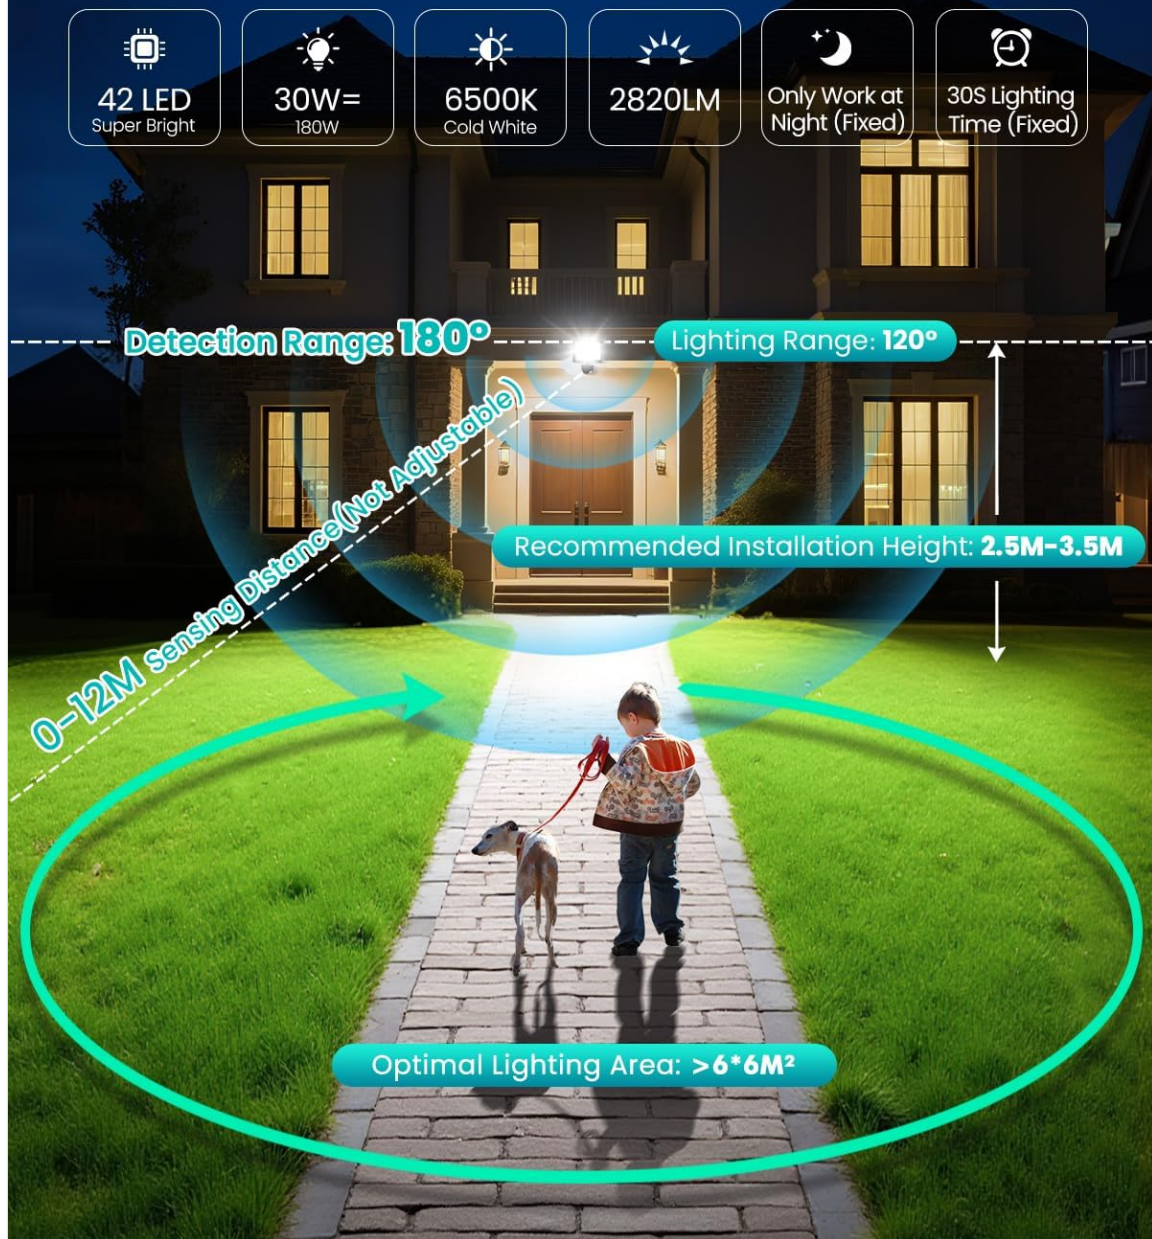 42 LED
Super Bright
30W=
180W
6500K
Cold White
2820LM
Only Work at
Night (Fixed)
30S Lighting
Time (Fixed)
Detection Range: 180°
Lighting Range: 120°
0-12M Sensing Distance(Not Adjustable)
Recommended Installation Height: 2.5M-3.5M
Optimal Lighting Area: >6*6M²